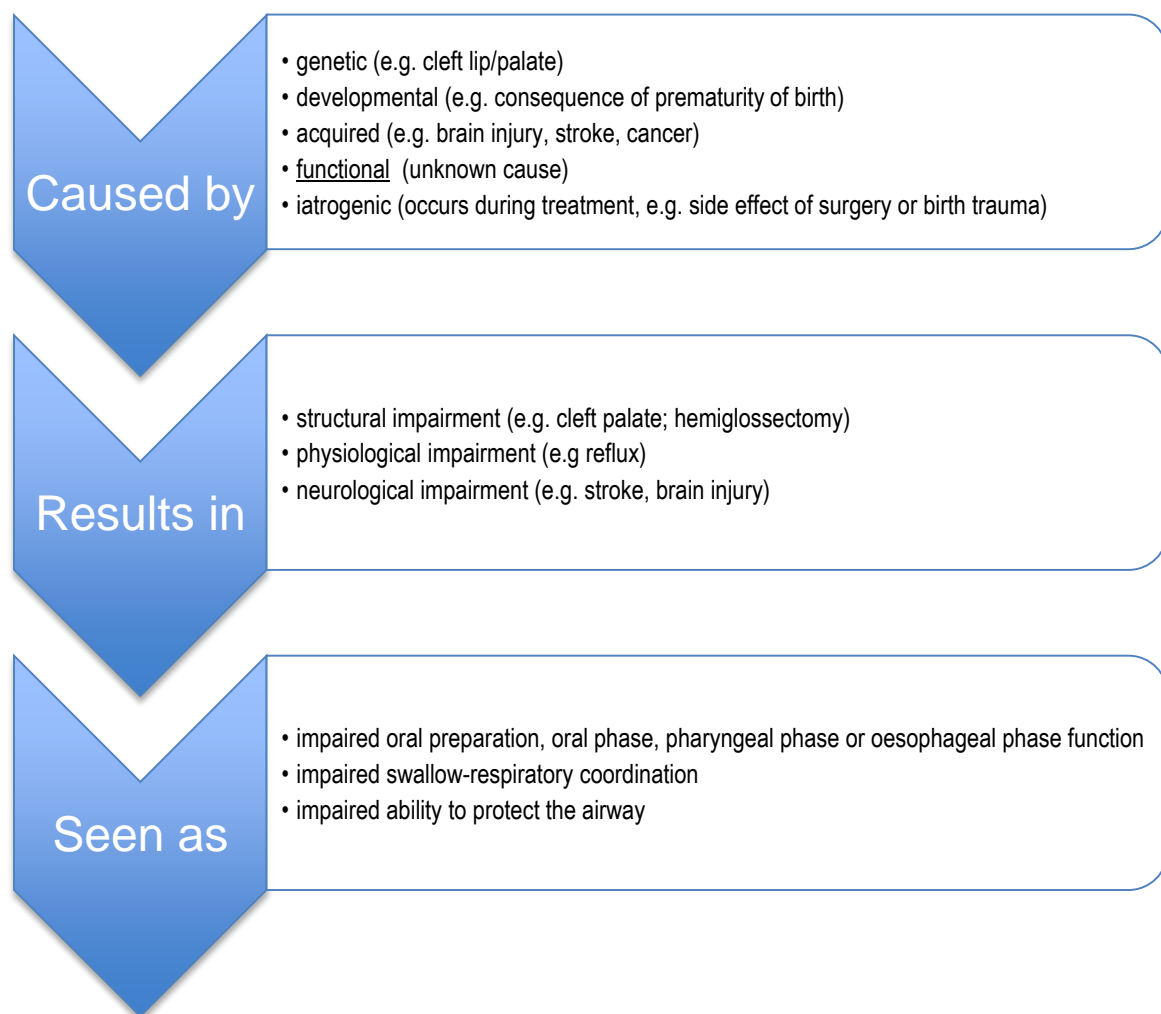 Caused by
• genetic (e.g. cleft lip/palate)
• developmental (e.g. consequence of prematurity of birth)
• acquired (e.g. brain injury, stroke, cancer)
• functional  (unknown cause)
• iatrogenic (occurs during treatment, e.g. side effect of surgery or birth trauma)
Results in
• structural impairment (e.g. cleft palate; hemiglossectomy)
• physiological impairment (e.g reflux)
• neurological impairment (e.g. stroke, brain injury)
Seen as
• impaired oral preparation, oral phase, pharyngeal phase or oesophageal phase function
• impaired swallow-respiratory coordination
• impaired ability to protect the airway